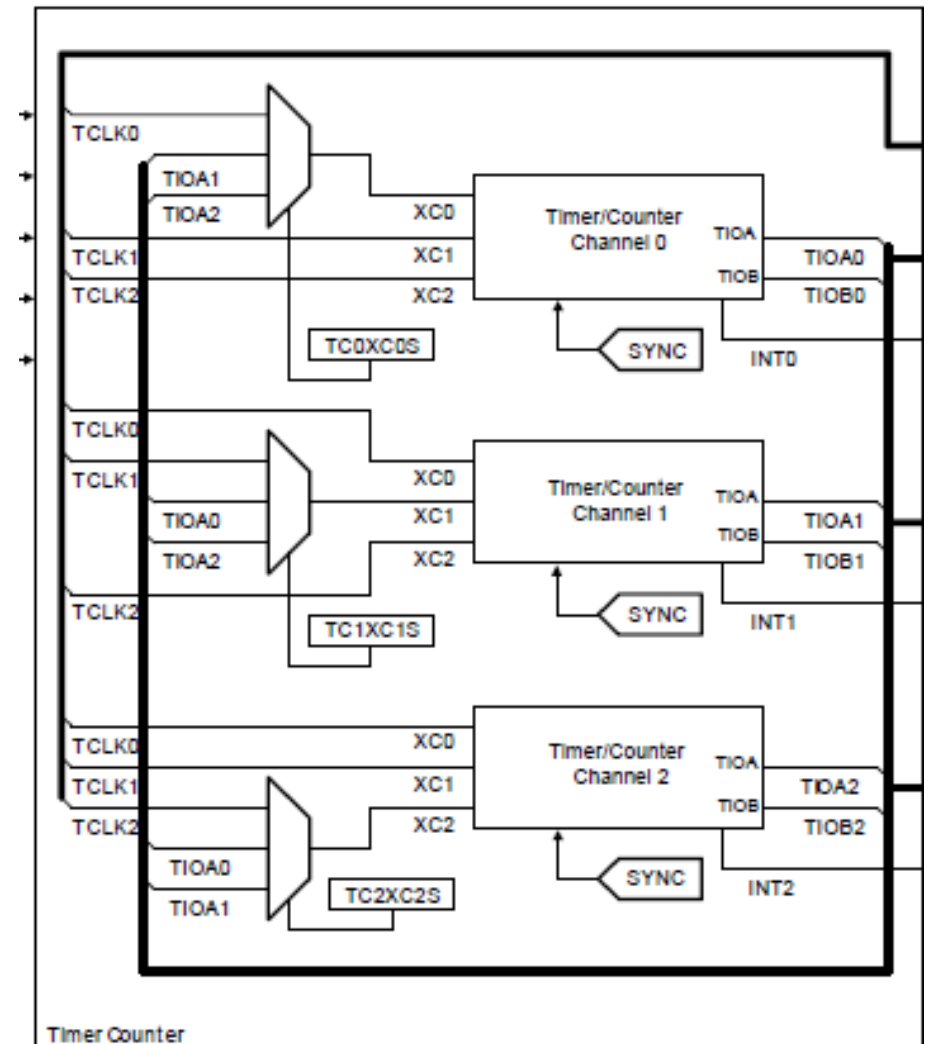 TCLK0
TIOA1
TIOA2
XC0
Timer/Counter
Channel 0
TIOA
TCLK1
XC1
TIOA0
TCLK2
XC2
TIOB
TIOB0
TC0XC0S
SYNC
INT0
TCLK0
TCLK1
XC0
Timer/Counter
Channel 1
TIOA
TIOA0
XC1
TIOA1
TIOA2
XC2
TIOB
TIOB1
TCLK2
TC1XC1S
SYNC
INT1
TCLK0
XC0
Timer/Counter
Channel 2
TIOA
TCLK1
XC1
TIOA2
TCLK2
XC2
TIOB
TIOB2
TIOA0
TIOA1
TC2XC2S
SYNC
INT2
Timer Counter